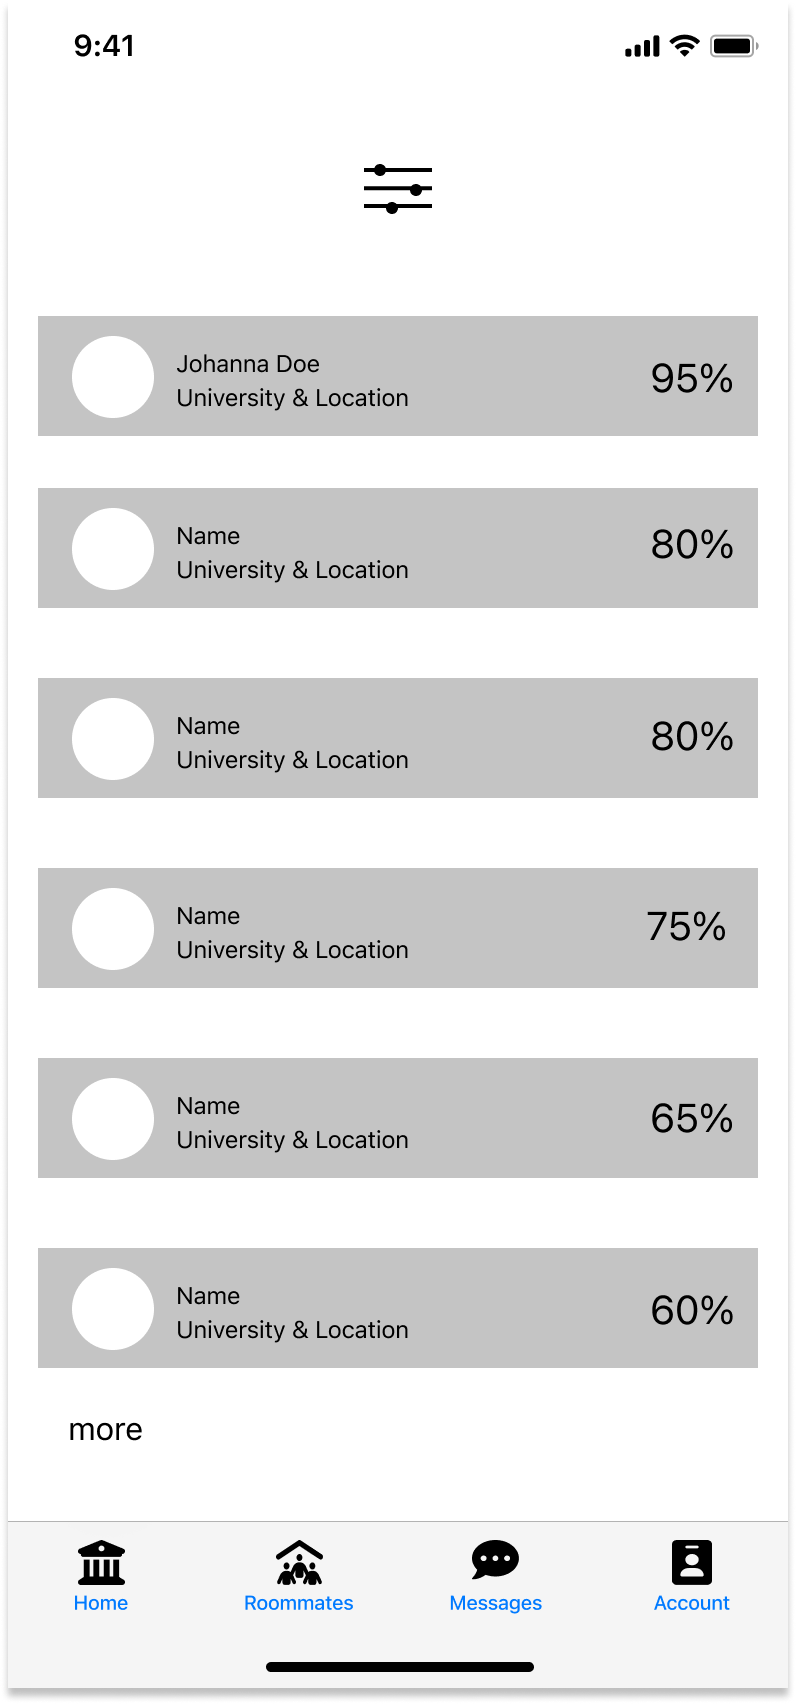 9:41
Johanna Doe
University & Location
95%
Name
University & Location
80%
Name
University & Location
80%
Name
University & Location
75%
Name
University & Location
65%
Name
University & Location
60%
more
Home
Roommates
Messages
Account